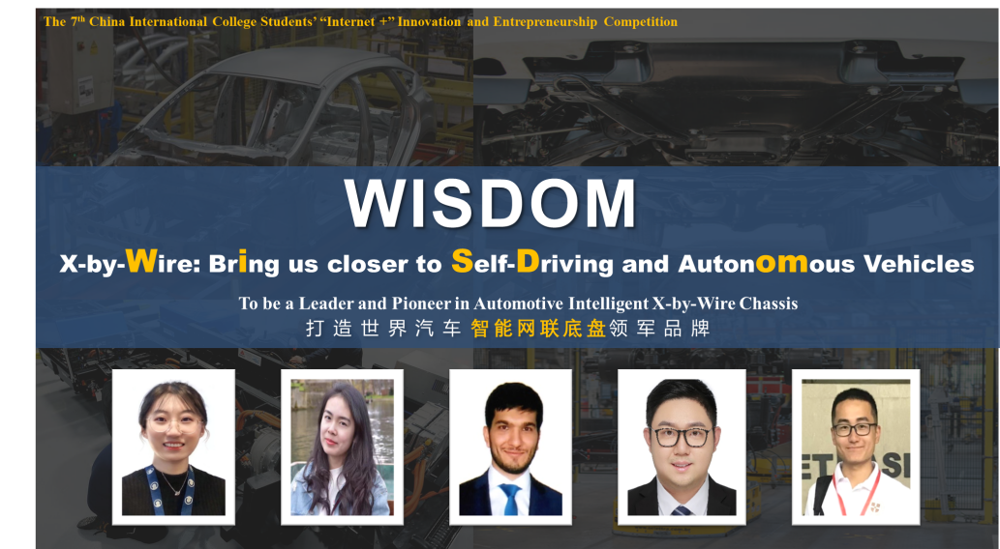 The 7th China International College Students' "Internet +" Innovation and Entrepreneurship Competition
WISDOM
X-by-Wire: Bring us closer to Self-Driving and Autonomous Vehicles
To be a Leader and Pioneer in Automotive Intelligent X-by-Wire Chassis
打造世界汽车智能网联底盘领军品牌